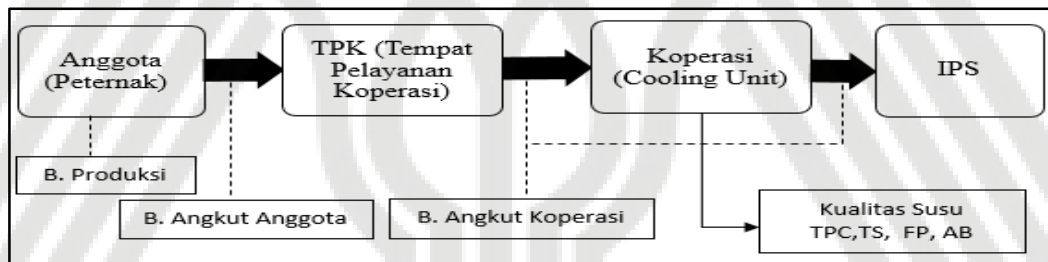 Anggota
(Peternak)
TPK (Tempat
Pelayanan
Koperasi)
Koperasi
(Cooling Unit)
IPS
B. Produksi
B. Angkut Anggota
B. Angkut Koperasi
Kualitas Susu
TPC,TS, FP, AB